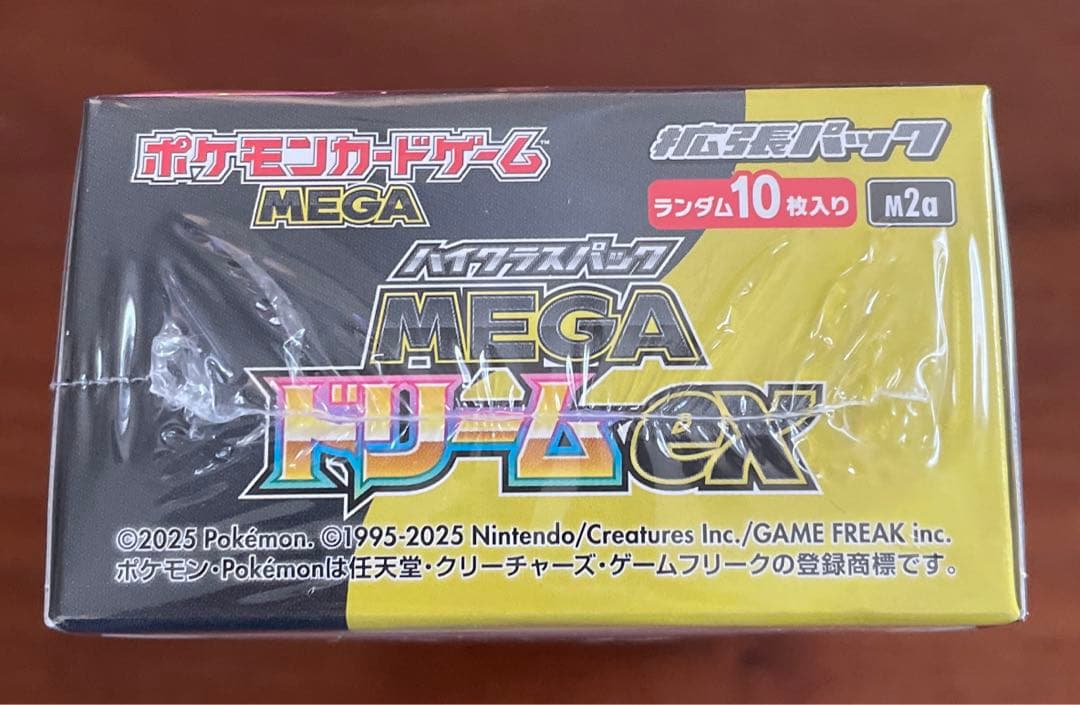 ポケモンカードゲーム™
MEGA
拡張パック
ランダム10枚入り
M2a
ハイクラスパック
MEGA
ドリームex
©2025 Pokémon. ©1995-2025 Nintendo/Creatures Inc./GAME FREAK inc.
ポケモン・Pokémonは任天堂・クリーチャーズ・ゲームフリークの登録商標です。